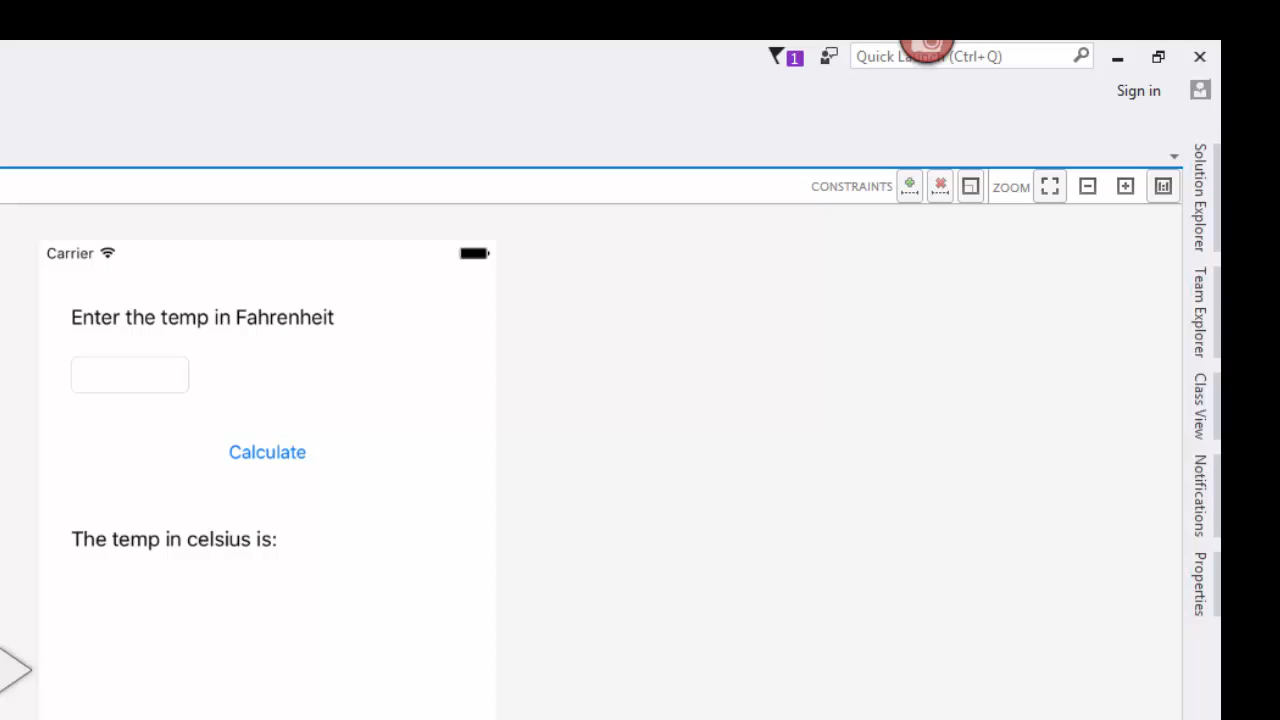 1
Quick La (Ctrl+Q)
Sign in
CONSTRAINTS
ZOOM
Carrier
Enter the temp in Fahrenheit
Calculate
The temp in celsius is:
Solution Explorer
Team Explorer
Class View
Notifications
Properties